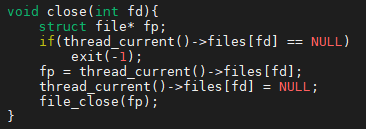 void close(int fd){
    struct file* fp;
    if(thread_current()->files[fd] == NULL)
        exit(-1);
    fp = thread_current()->files[fd];
    thread_current()->files[fd] = NULL;
    file_close(fp);
}